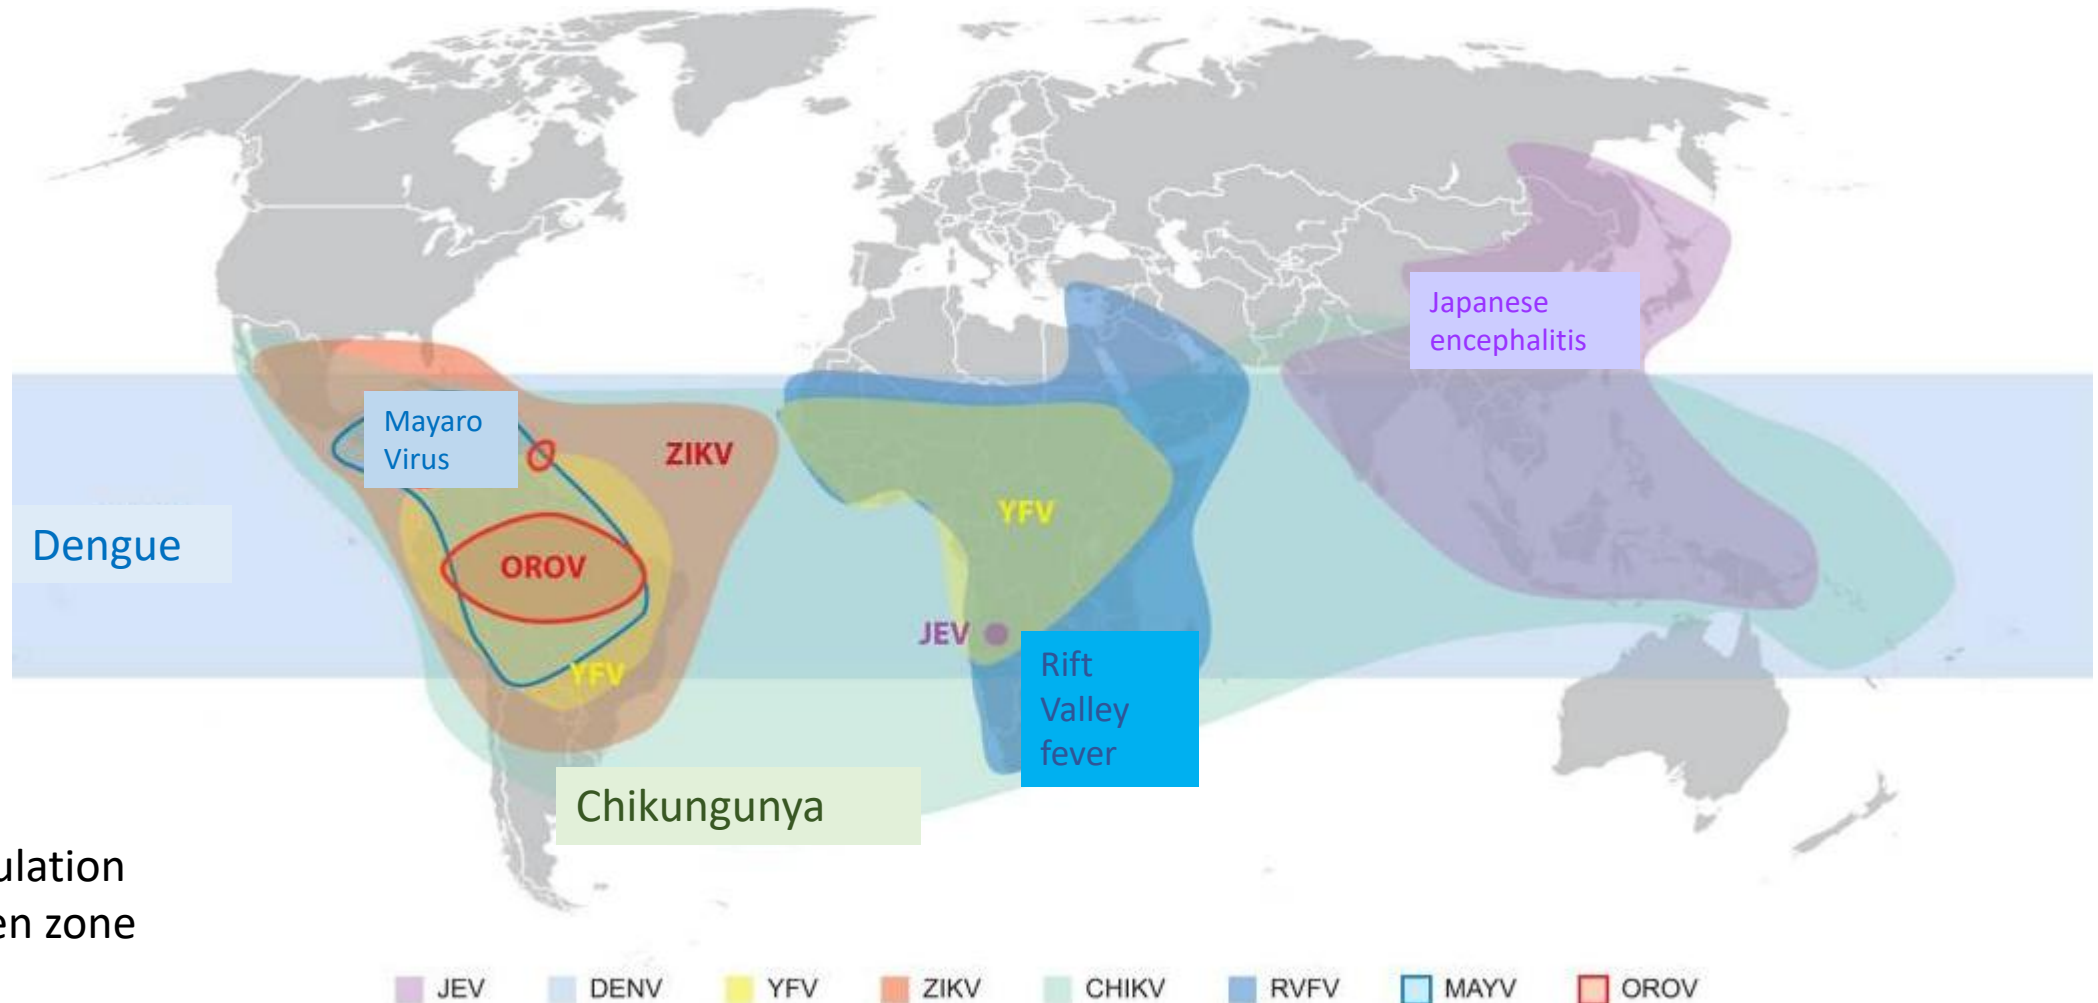 Japanese
encephalitis
Mayaro
Virus
ZIKV
YFV
Dengue
OROV
JEV
Rift
Valley
fever
YFV
Chikungunya
ulation
en zone
JEV DENV YFV ZIKV CHIKV RVFV MAYV OROV